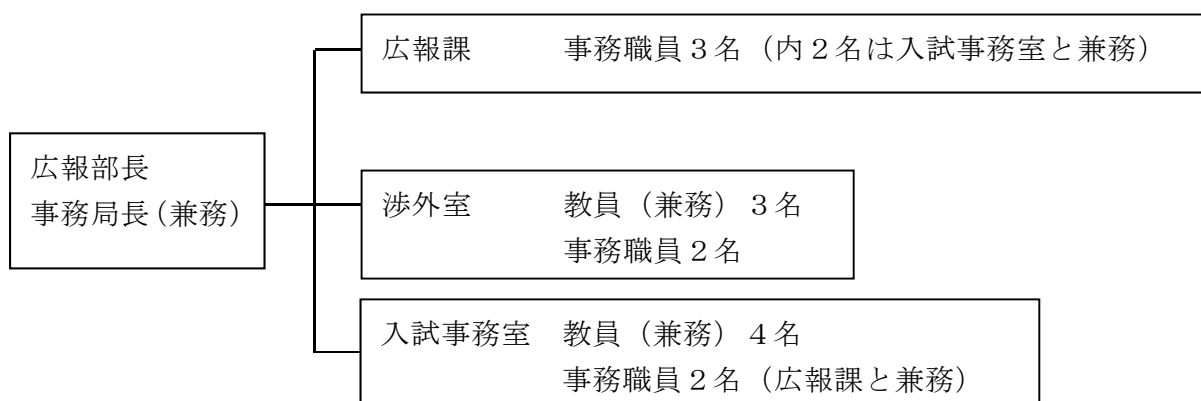 広報課　　　事務職員３名（内２名は入試事務室と兼務）
広報部長
事務局長（兼務）
渉外室　　　教員（兼務）３名
事務職員２名
入試事務室　教員（兼務）４名
事務職員２名（広報課と兼務）